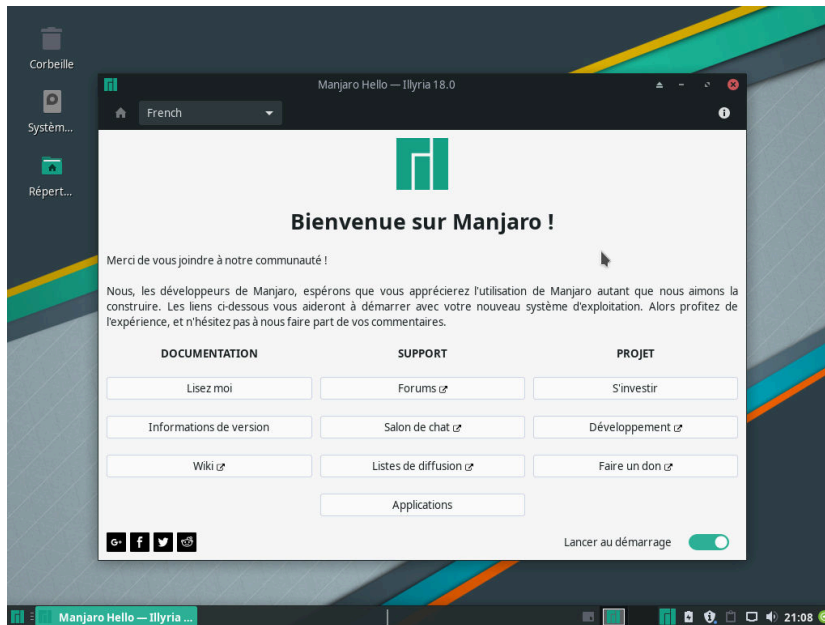 Corbeille
Systèm...
Répert...
Manjaro Hello — Illyria 18.0
French
Bienvenue sur Manjaro !
Merci de vous joindre à notre communauté !
Nous, les développeurs de Manjaro, espérons que vous apprécierez l'utilisation de Manjaro autant que nous aimons la
construire. Les liens ci-dessous vous aideront à démarrer avec votre nouveau système d'exploitation. Alors profitez de
l'expérience, et n'hésitez pas à nous faire part de vos commentaires.
DOCUMENTATION SUPPORT PROJET
Lisez moi Forums S'investir
Informations de version Salon de chat Développement
Wiki Listes de diffusion Faire un don
Applications
G+ f Lancer au démarrage
Manjaro Hello — Illyria ... 21:08